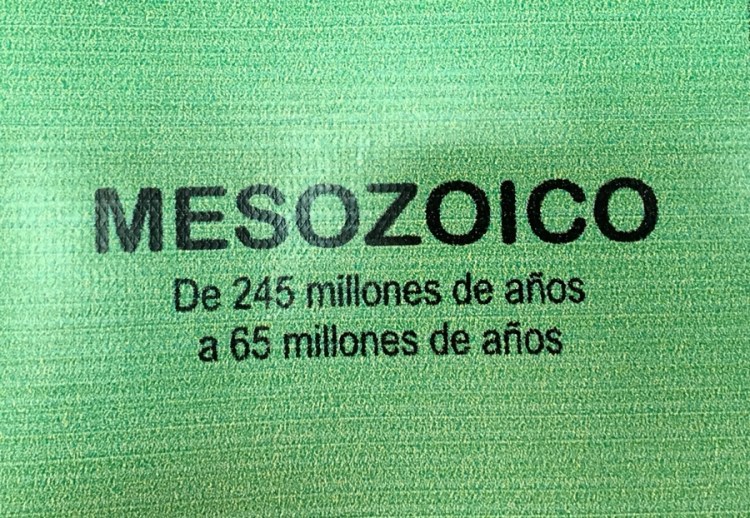 MESOZOICO
De 245 millones de años
a 65 millones de años